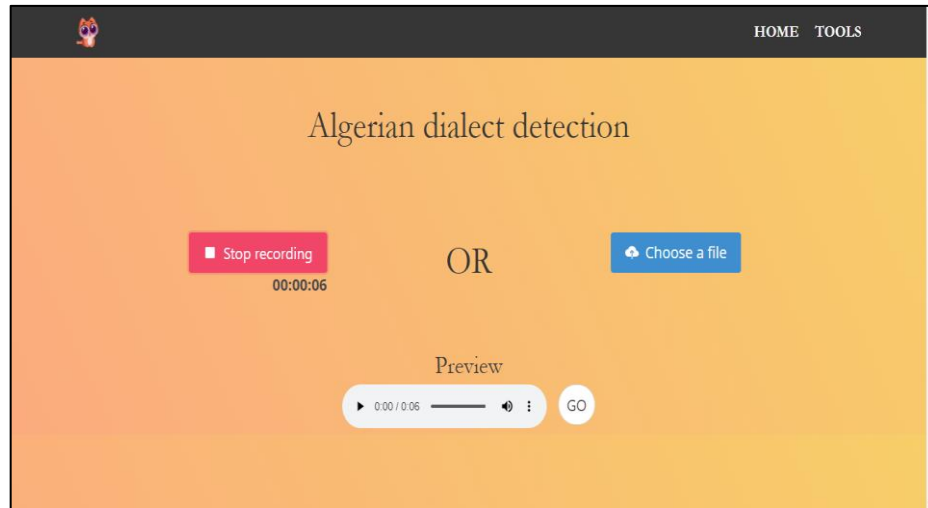 HOME TOOLS
Algerian dialect detection
Stop recording
OR
Choose a file
00:00:06
Preview
0:00 / 0:06
GO